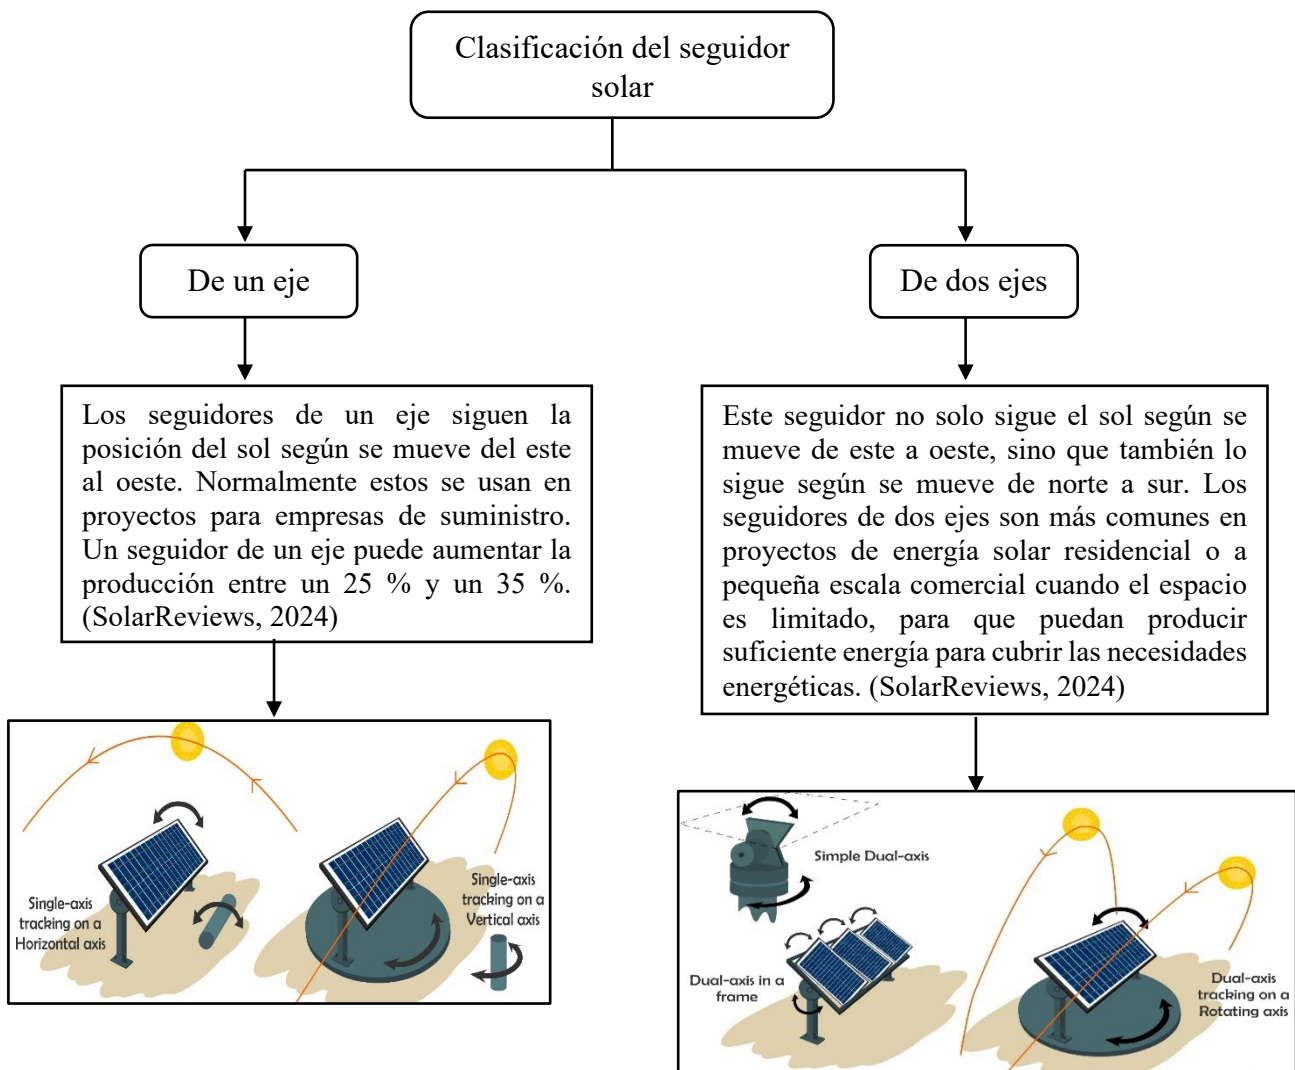 Clasificación del seguidor
solar
De un eje
De dos ejes
Los seguidores de un eje siguen la
posición del sol según se mueve del este
al oeste. Normalmente estos se usan en
proyectos para empresas de suministro.
Un seguidor de un eje puede aumentar la
producción entre un 25 % y un 35 %.
(SolarReviews, 2024)
Este seguidor no solo sigue el sol según se
mueve de este a oeste, sino que también lo
sigue según se mueve de norte a sur. Los
seguidores de dos ejes son más comunes en
proyectos de energía solar residencial o a
pequeña escala comercial cuando el espacio
es limitado, para que puedan producir
suficiente energía para cubrir las necesidades
energéticas. (SolarReviews, 2024)
Single-axis
tracking on a
Horizontal axis
Single-axis
tracking on a
Vertical axis
Simple Dual-axis
Dual-axis in a
frame
Dual-axis
tracking on a
Rotating axis